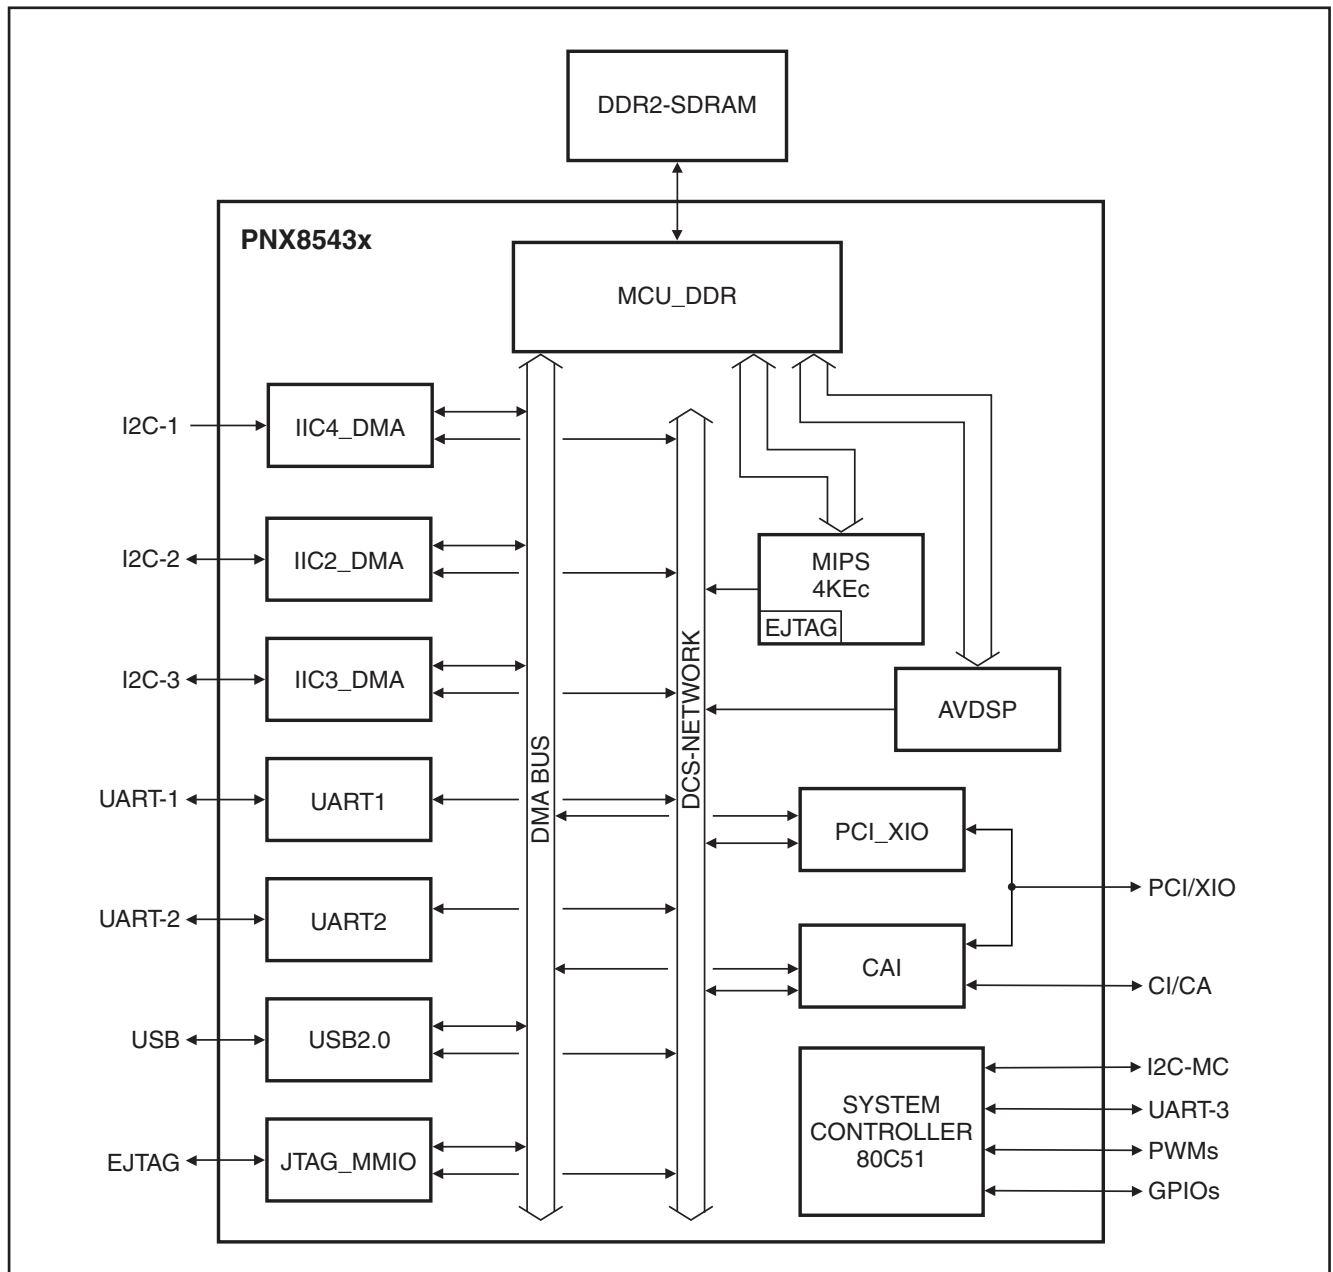 DDR2-SDRAM
PNX8543x
MCU_DDR
I2C-1
IIC4_DMA
I2C-2
IIC2_DMA
MIPS
4KEc
EJTAG
I2C-3
IIC3_DMA
AVDSP
DMA BUS
DCS-NETWORK
UART-1
UART1
PCI_XIO
PCI/XIO
UART-2
UART2
CAI
CI/CA
USB
USB2.0
SYSTEM
CONTROLLER
80C51
I2C-MC
UART-3
PWMs
GPIOs
EJTAG
JTAG_MMIO